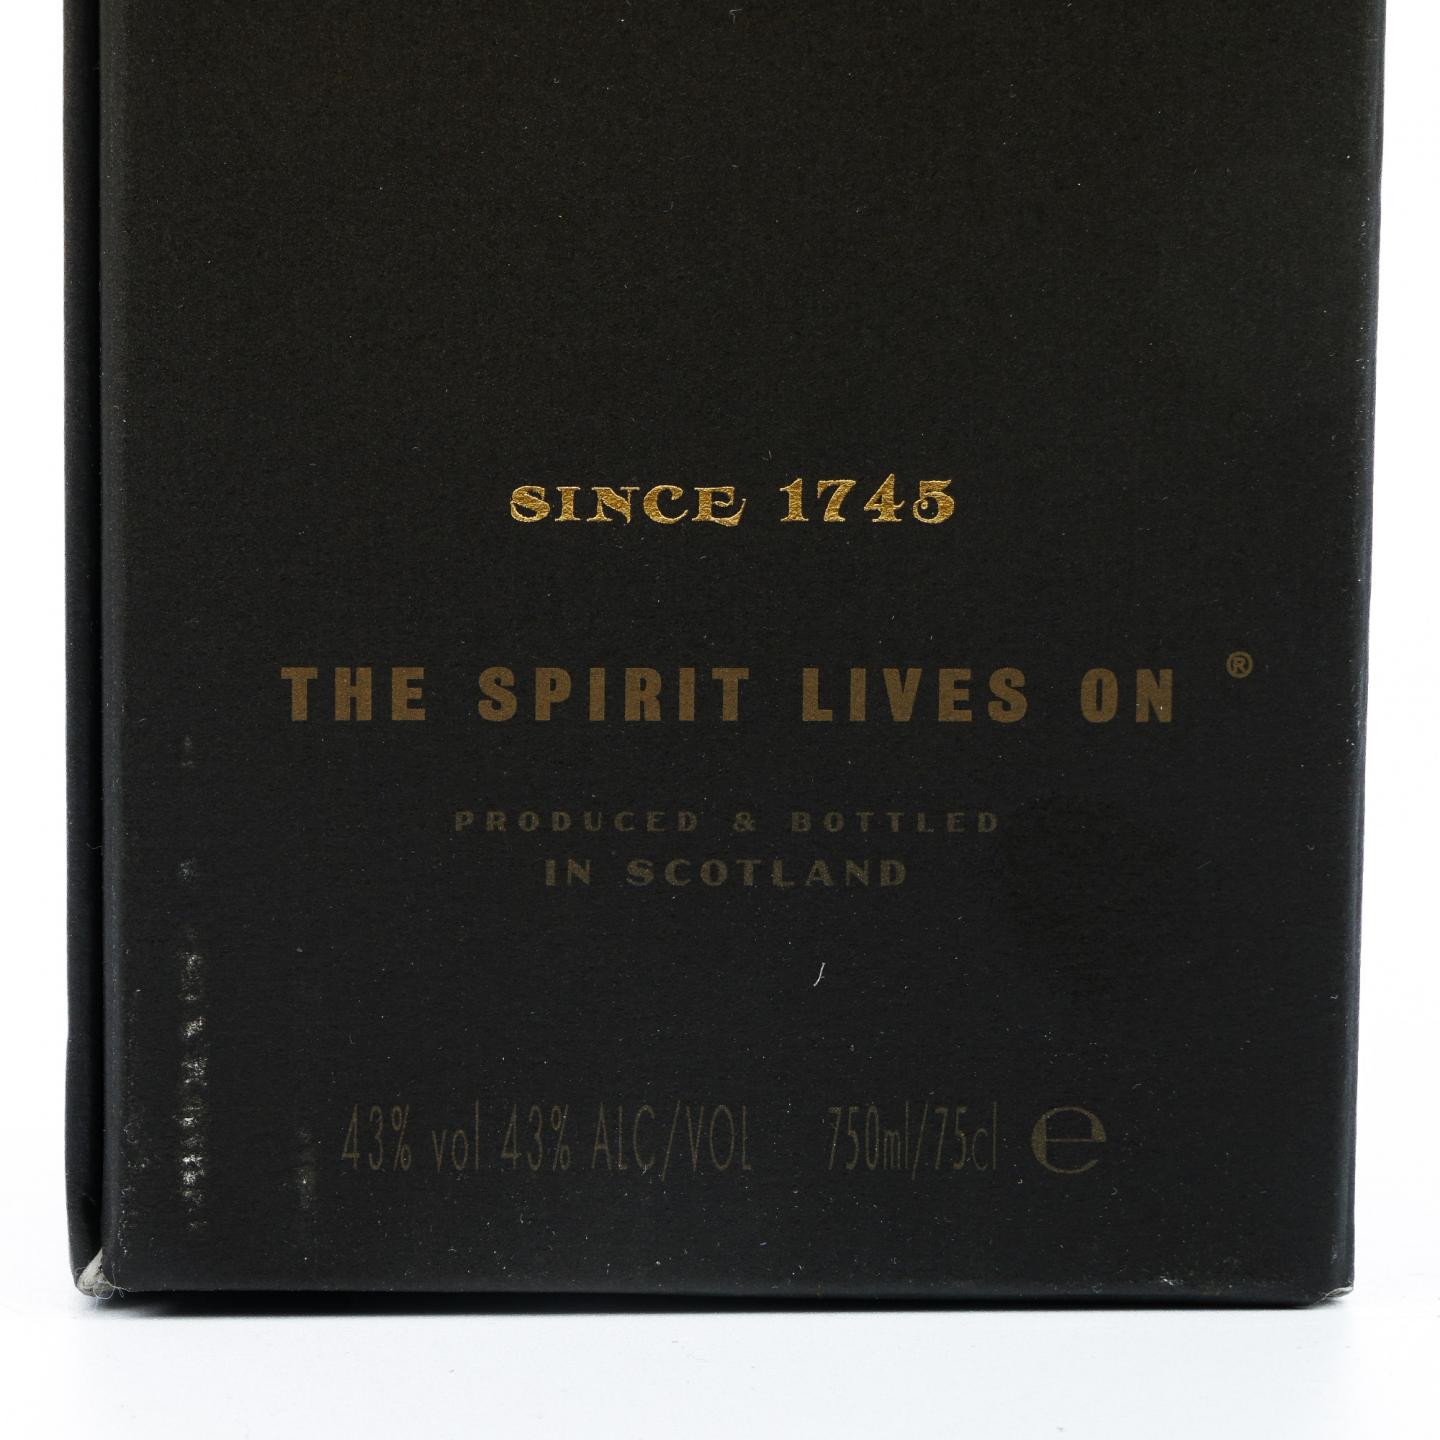 SINCE 1745
THE SPIRIT LIVES ON ®
PRODUCED & BOTTLED
IN SCOTLAND
43% vol 43% ALC/VOL 750ml/75cl e